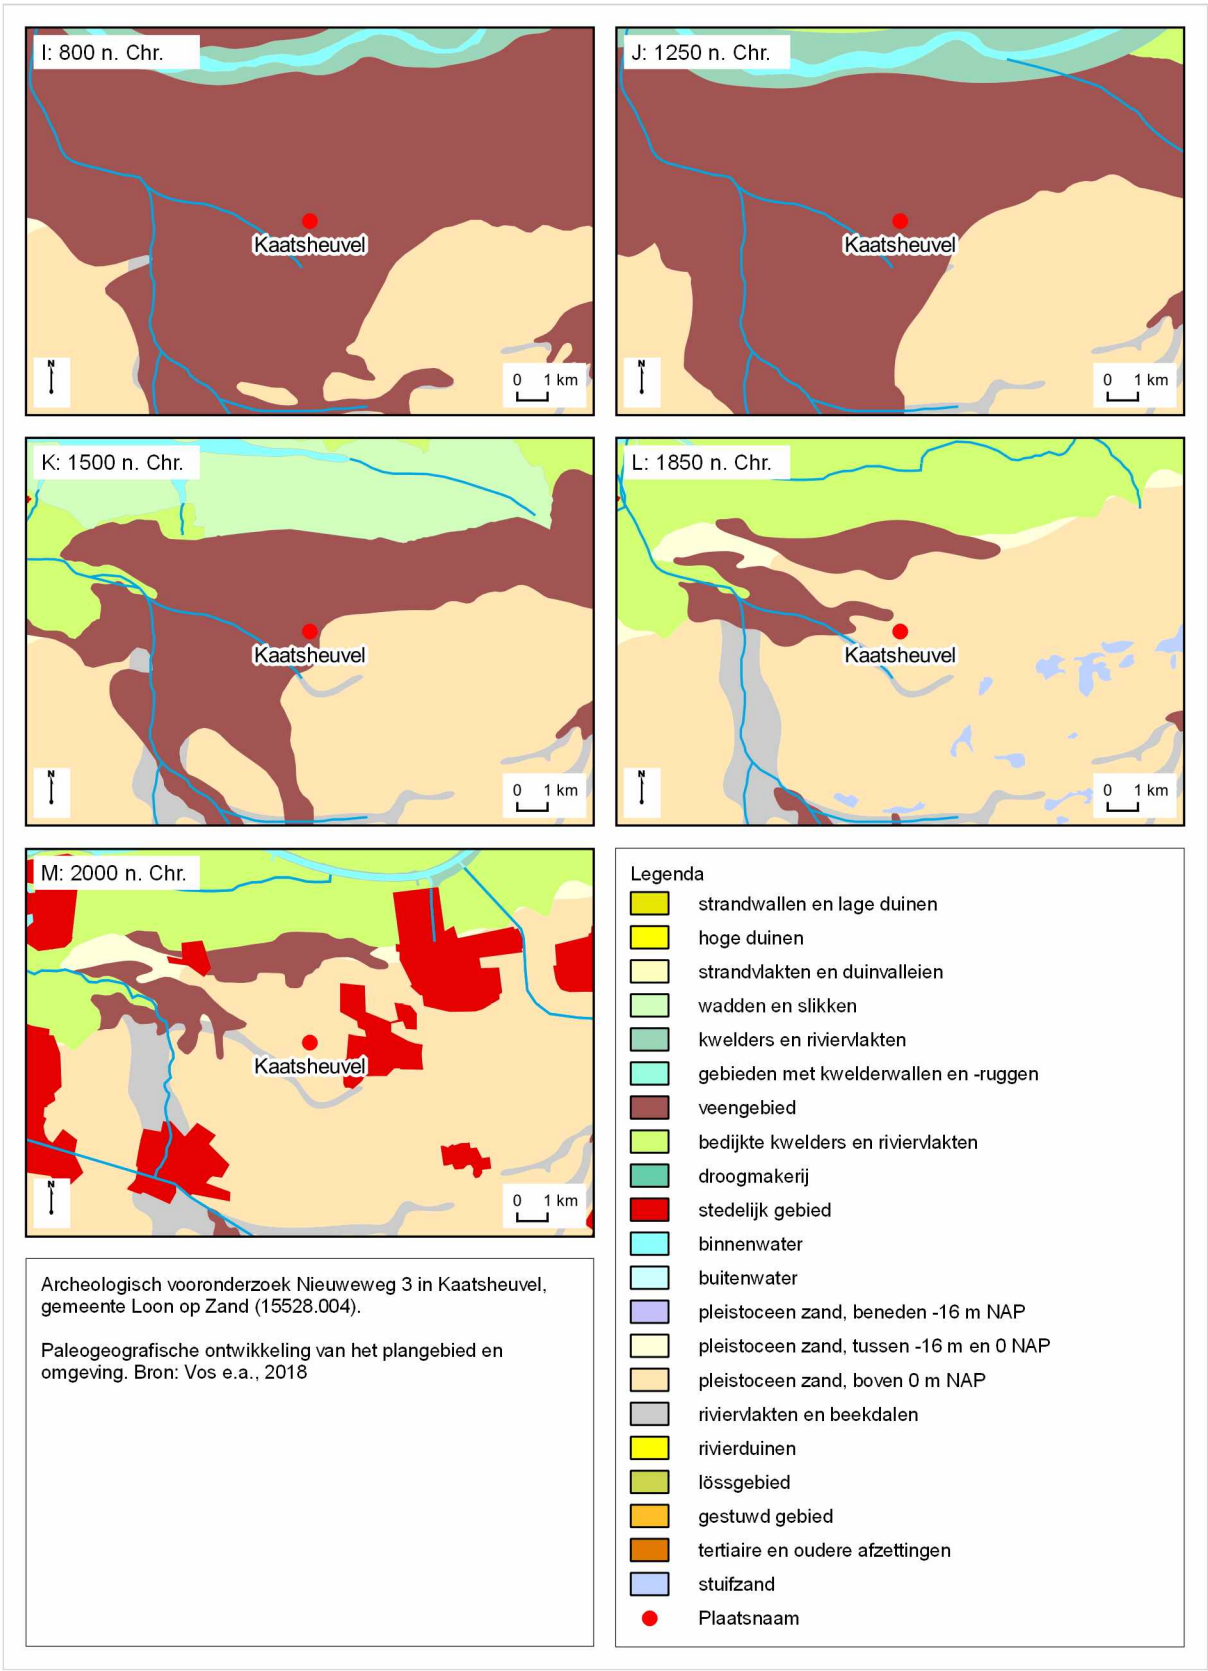 I: 800 n. Chr.
Kaatsheuvel
N
0 1 km
J: 1250 n. Chr.
Kaatsheuvel
N
0 1 km
K: 1500 n. Chr.
Kaatsheuvel
N
0 1 km
L: 1850 n. Chr.
Kaatsheuvel
N
0 1 km
M: 2000 n. Chr.
Kaatsheuvel
N
0 1 km
Legenda
strandwallen en lage duinen
hoge duinen
strandvlakten en duinvalleien
wadden en slikken
kwelders en riviervlakten
gebieden met kwelderwallen en -ruggen
veengebied
bedijkte kwelders en riviervlakten
droogmakerij
stedelijk gebied
binnenwater
buitenwater
pleistoceen zand, beneden -16 m NAP
pleistoceen zand, tussen -16 m en 0 NAP
pleistoceen zand, boven 0 m NAP
riviervlakten en beekdalen
rivierduinen
lössgebied
gestuwd gebied
tertiaire en oudere afzettingen
stuifzand
Plaatsnaam
Archeologisch vooronderzoek Nieuweweg 3 in Kaatsheuvel,
gemeente Loon op Zand (15528.004).
Paleogeografische ontwikkeling van het plangebied en
omgeving. Bron: Vos e.a., 2018